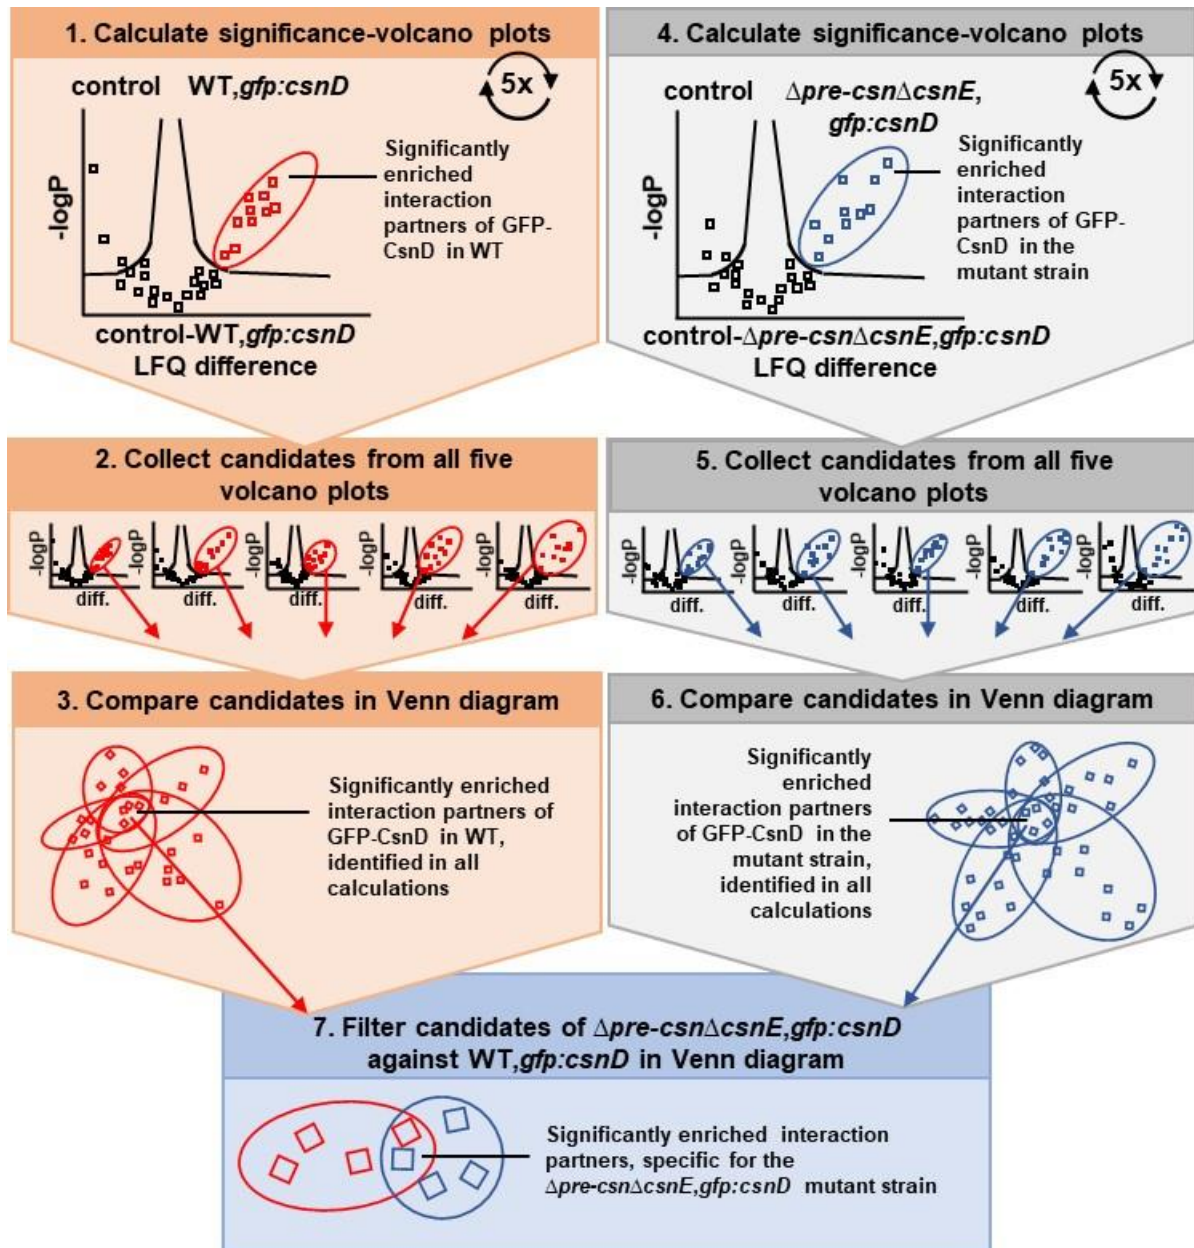 1. Calculate significance-volcano plots
control WT,gfp:csnD
5x
Significantly
enriched
interaction
partners of GFP-
CsnD in WT
-logP
control-WT,gfp:csnD
LFQ difference
4. Calculate significance-volcano plots
control Δpre-csnΔcsnE,
gfp:csnD
5x
Significantly
enriched
interaction
partners of GFP-
CsnD in the
mutant strain
-logP
control-Δpre-csnΔcsnE,gfp:csnD
LFQ difference
2. Collect candidates from all five
volcano plots
-logP
diff.
-logP
diff.
-logP
diff.
-logP
diff.
-logP
diff.
5. Collect candidates from all five
volcano plots
-logP
diff.
-logP
diff.
-logP
diff.
-logP
diff.
-logP
diff.
3. Compare candidates in Venn diagram
Significantly enriched
interaction partners of
GFP-CsnD in WT,
identified in all
calculations
6. Compare candidates in Venn diagram
Significantly
enriched
interaction partners
of GFP-CsnD in the
mutant strain,
identified in all
calculations
7. Filter candidates of Δpre-csnΔcsnE,gfp:csnD
against WT,gfp:csnD in Venn diagram
Significantly enriched interaction
partners, specific for the
Δpre-csnΔcsnE,gfp:csnD mutant strain